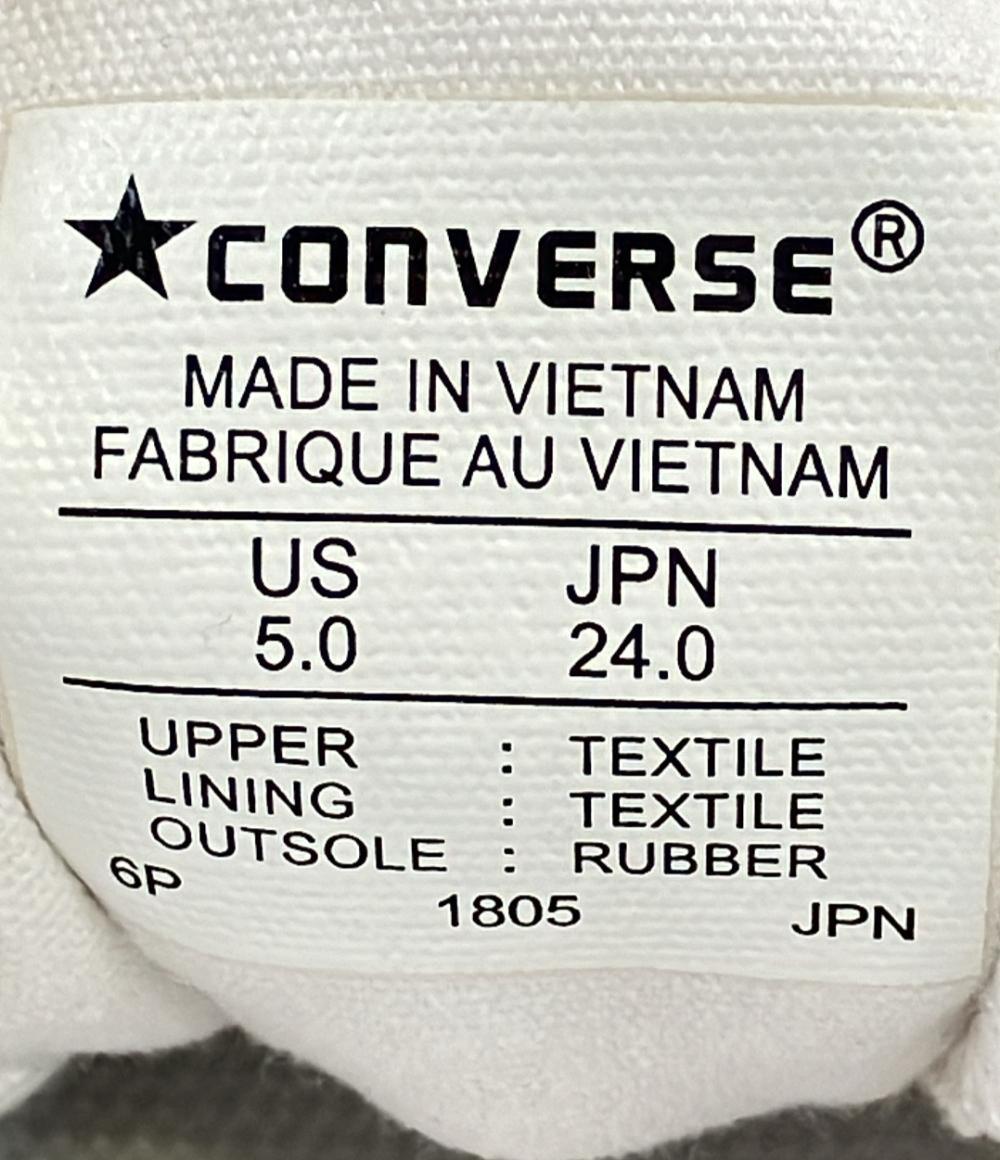 CONVERSE®
MADE IN VIETNAM
FABRIQUE AU VIETNAM
US JPN
5.0 24.0
UPPER : TEXTILE
LINING : TEXTILE
OUTSOLE : RUBBER
6P 1805 JPN